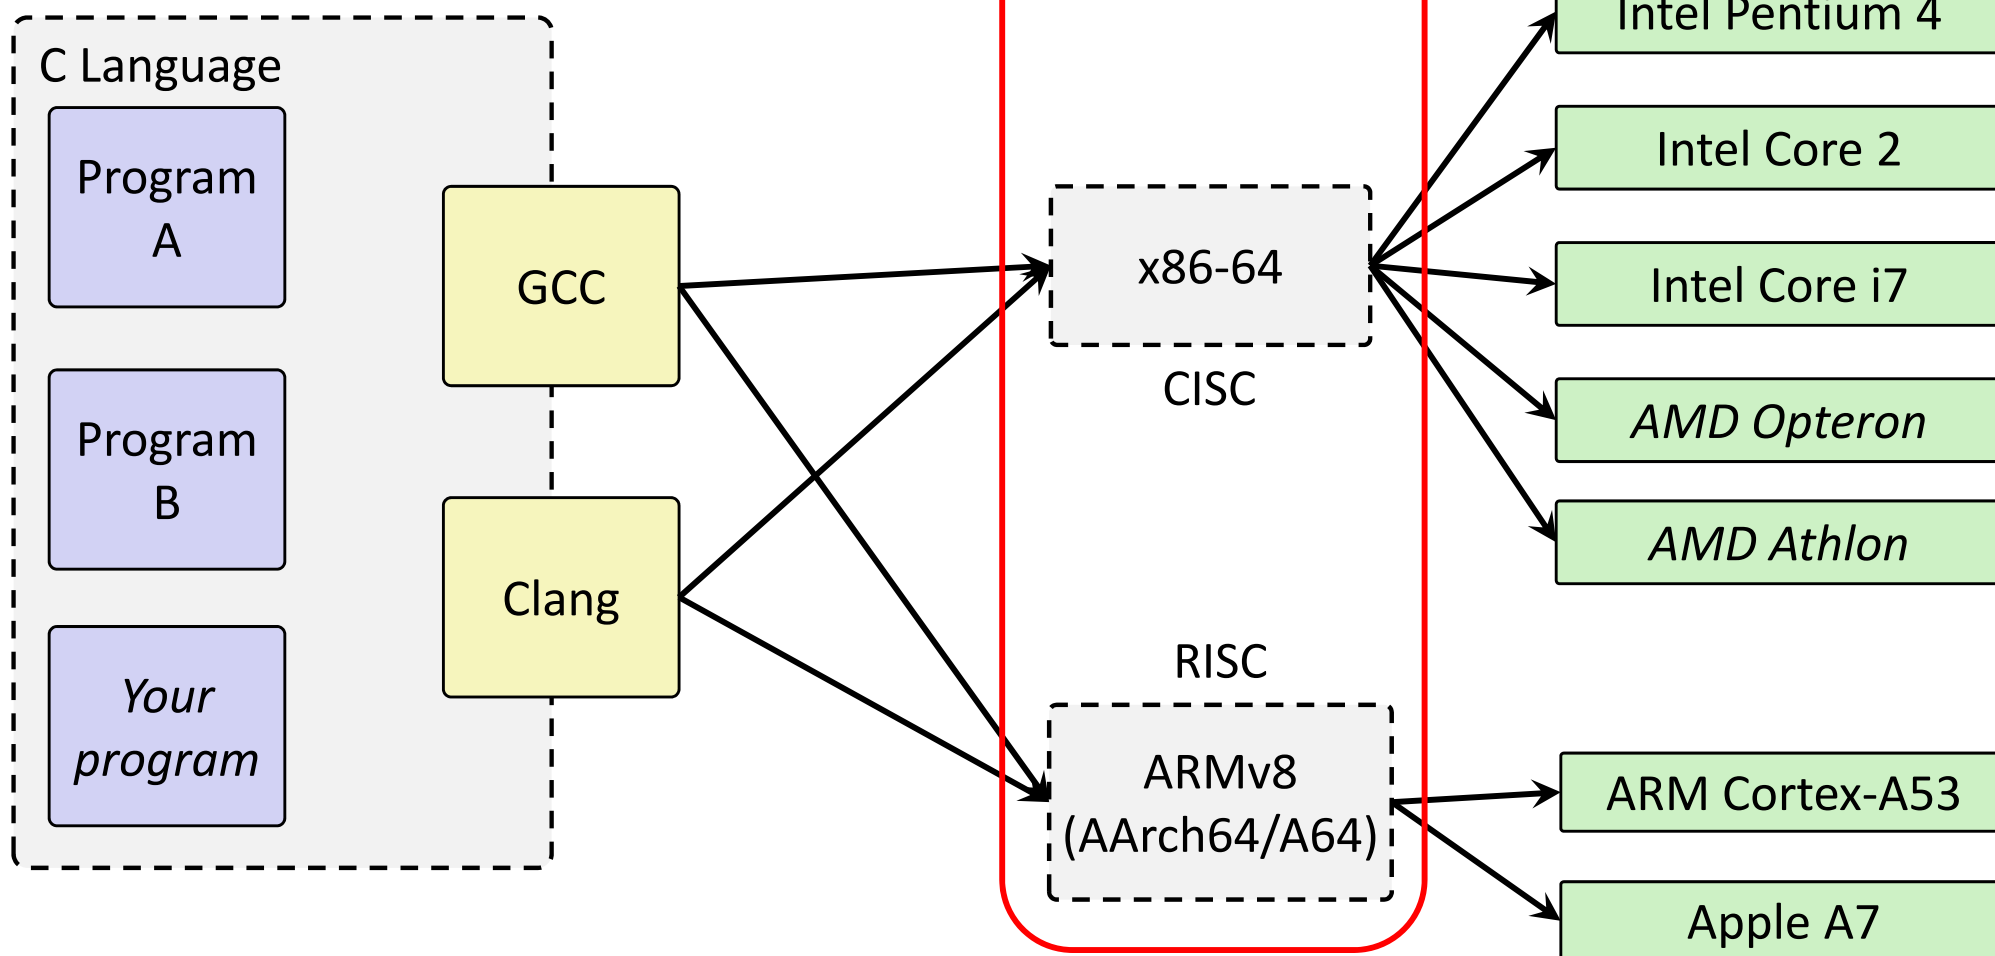 C Language
Program
A
Program
B
Your
program
GCC
Clang
x86-64
CISC
RISC
ARMv8
(AArch64/A64)
Intel Pentium 4
Intel Core 2
Intel Core i7
AMD Opteron
AMD Athlon
ARM Cortex-A53
Apple A7